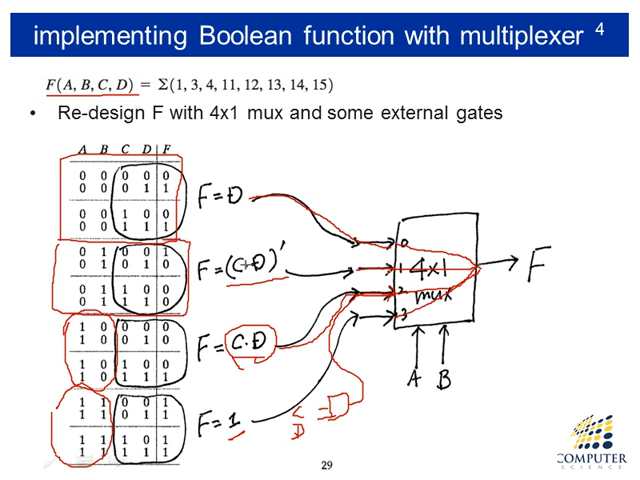 implementing Boolean function with multiplexer 4
F(A, B, C, D) = Σ(1, 3, 4, 11, 12, 13, 14, 15)
• Re-design F with 4x1 mux and some external gates
A B C D F
0 0 0 0 0
0 0 0 1 1
0 0 1 0 0
0 0 1 1 1
0 1 0 0 1
0 1 0 1 0
0 1 1 0 0
0 1 1 1 0
1 0 0 0 0
1 0 0 1 0
1 0 1 0 0
1 0 1 1 1
1 1 0 0 1
1 1 0 1 1
1 1 1 0 1
1 1 1 1 1
F = D
F = (C+D)'
F = C.D
F = 1
C
D
0
1
2
3
4x1
mux
F
A B
29
COMPUTER
SCIENCE